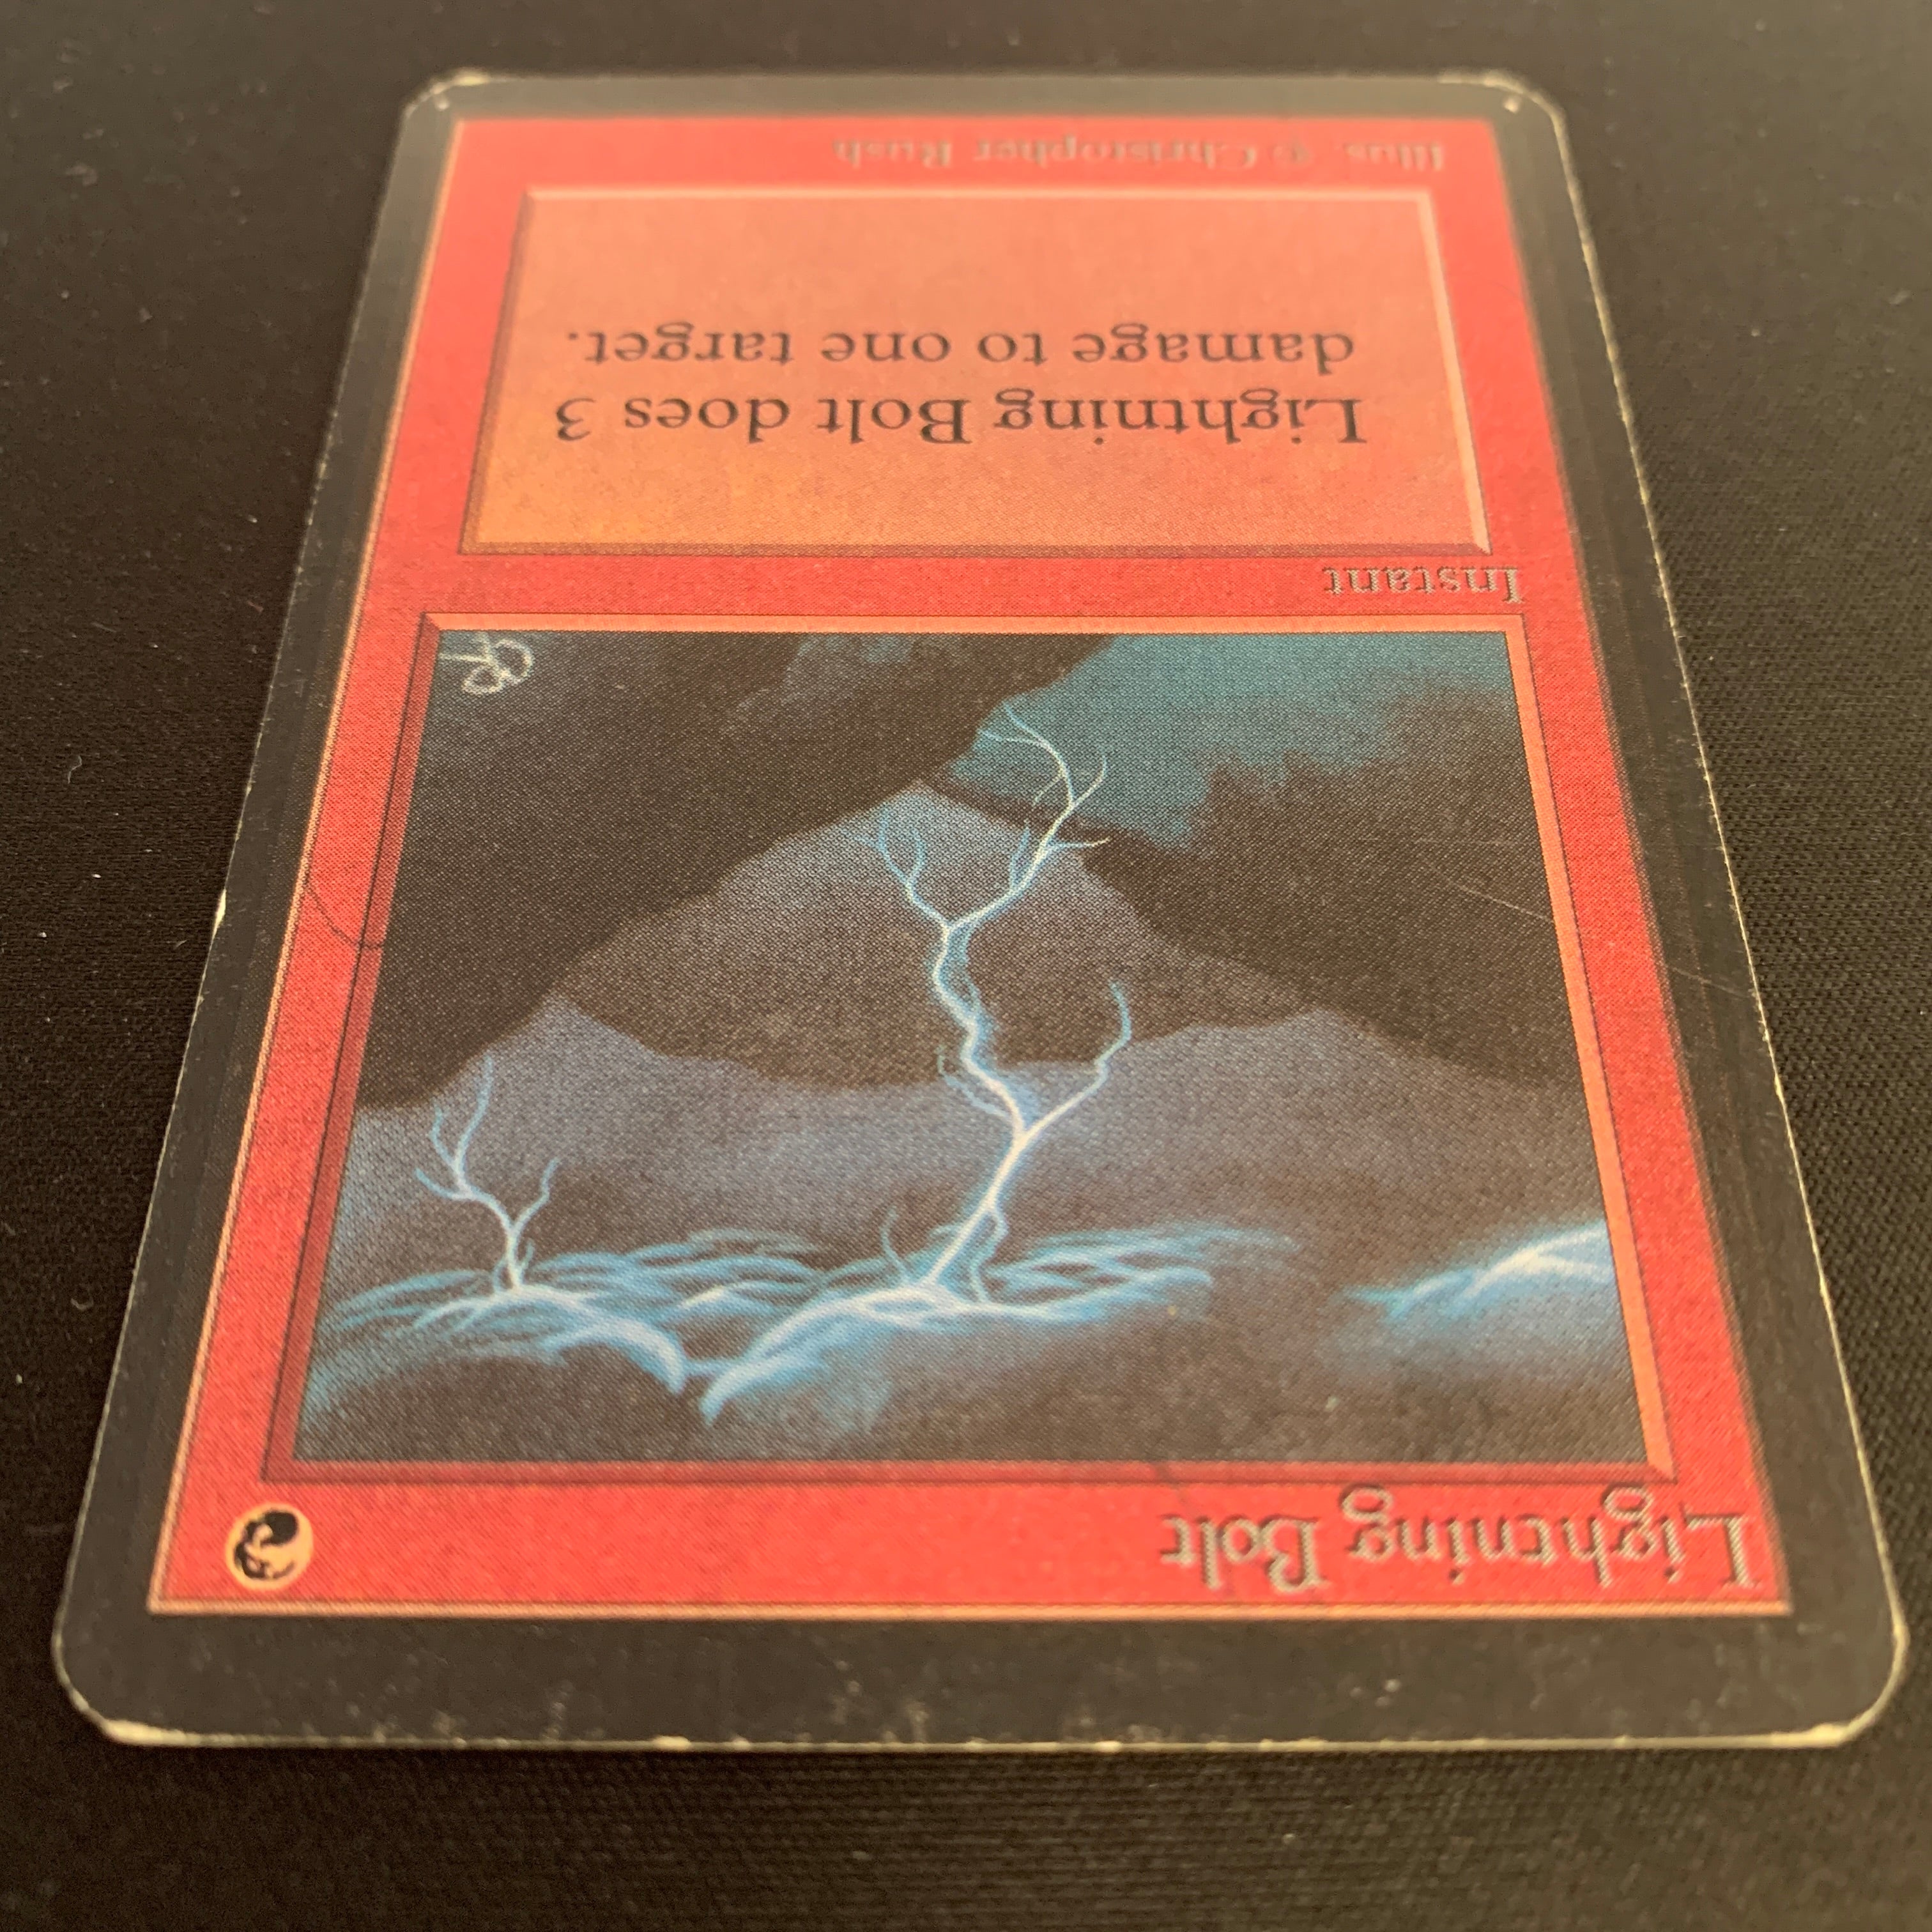 Lightning Bolt
Instant
Lightning Bolt does 3
damage to one target.
Illus. © Christopher Rush